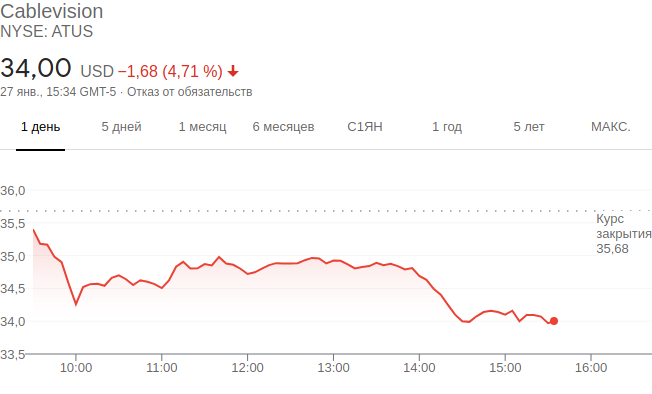 Cablevision
NYSE: ATUS
34,00 USD −1,68 (4,71 %)
27 янв., 15:34 GMT-5 · Отказ от обязательств
1 день 5 дней 1 месяц 6 месяцев С1ЯН 1 год 5 лет МАКС.
36,0
Курс
35,5
закрытия
35,68
35,0
34,5
34,0
33,5
10:00 11:00 12:00 13:00 14:00 15:00 16:00